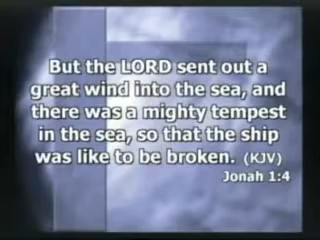 But the LORD sent out a
great wind into the sea, and
there was a mighty tempest
in the sea, so that the ship
was like to be broken. (KJV)
Jonah 1:4